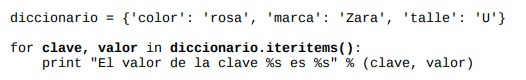 diccionario = {'color': 'rosa', 'marca': 'Zara', 'talle': 'U'}
for clave, valor in diccionario.iteritems():
    print "El valor de la clave %s es %s" % (clave, valor)